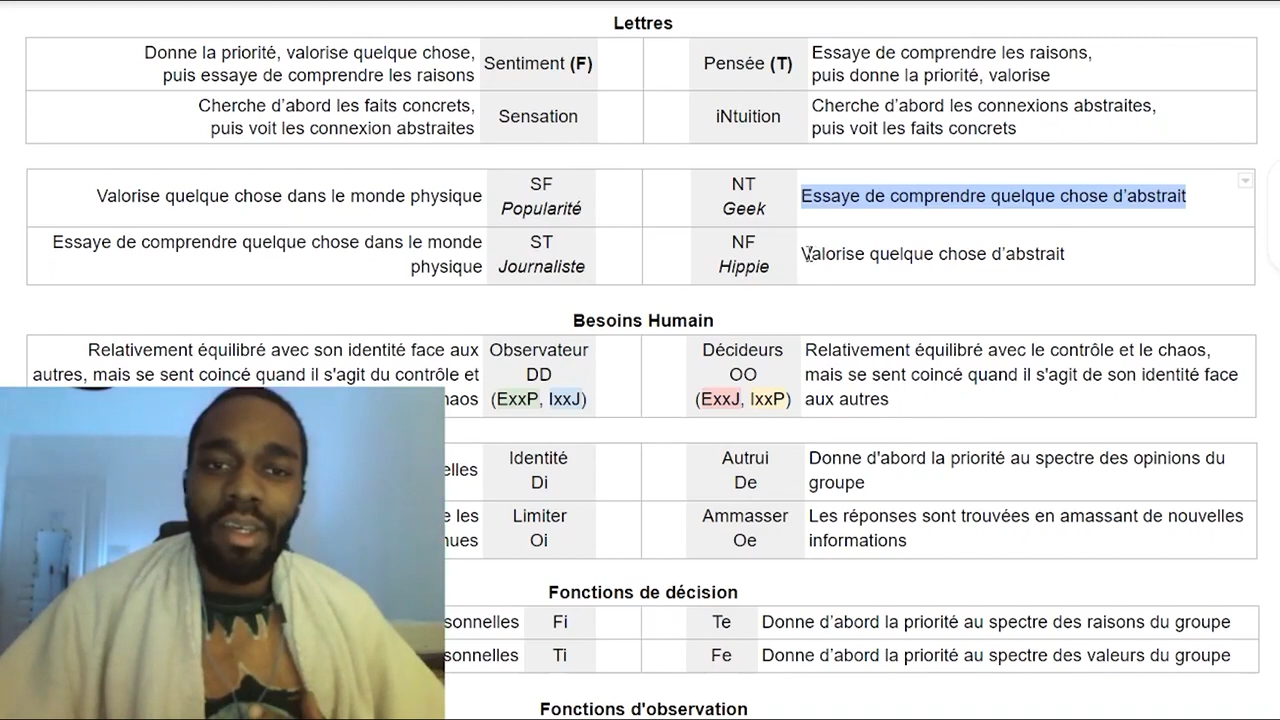 Lettres
Donne la priorité, valorise quelque chose,
puis essaye de comprendre les raisons
Sentiment (F)
Pensée (T)
Essaye de comprendre les raisons,
puis donne la priorité, valorise
Cherche d'abord les faits concrets,
puis voit les connexion abstraites
Sensation
iNtuition
Cherche d'abord les connexions abstraites,
puis voit les faits concrets
Valorise quelque chose dans le monde physique
SF
Popularité
NT
Geek
Essaye de comprendre quelque chose d'abstrait
Essaye de comprendre quelque chose dans le monde
physique
ST
Journaliste
NF
Hippie
Valorise quelque chose d'abstrait
Besoins Humain
Relativement équilibré avec son identité face aux
autres, mais se sent coincé quand il s'agit du contrôle et
Observateur
DD
(ExxP, IxxJ)
Décideurs
OO
(ExxJ, IxxP)
Relativement équilibré avec le contrôle et le chaos,
mais se sent coincé quand il s'agit de son identité face
aux autres
Identité
Di
Autrui
De
Donne d'abord la priorité au spectre des opinions du
groupe
Limiter
Oi
Ammasser
Oe
Les réponses sont trouvées en amassant de nouvelles
informations
Fonctions de décision
Fi
Te
Donne d'abord la priorité au spectre des raisons du groupe
Ti
Fe
Donne d'abord la priorité au spectre des valeurs du groupe
Fonctions d'observation